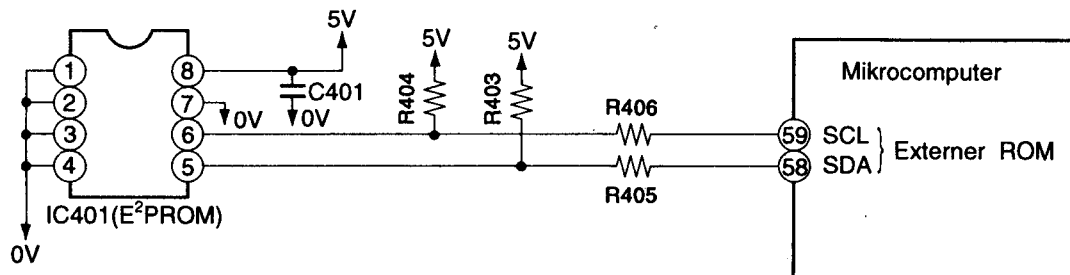 5V
5V
5V
1
8
2
7
3
6
4
5
C401
0V
0V
R404
R403
R406
R405
Mikrocomputer
59 SCL
58 SDA
Externer ROM
IC401(E²PROM)
0V